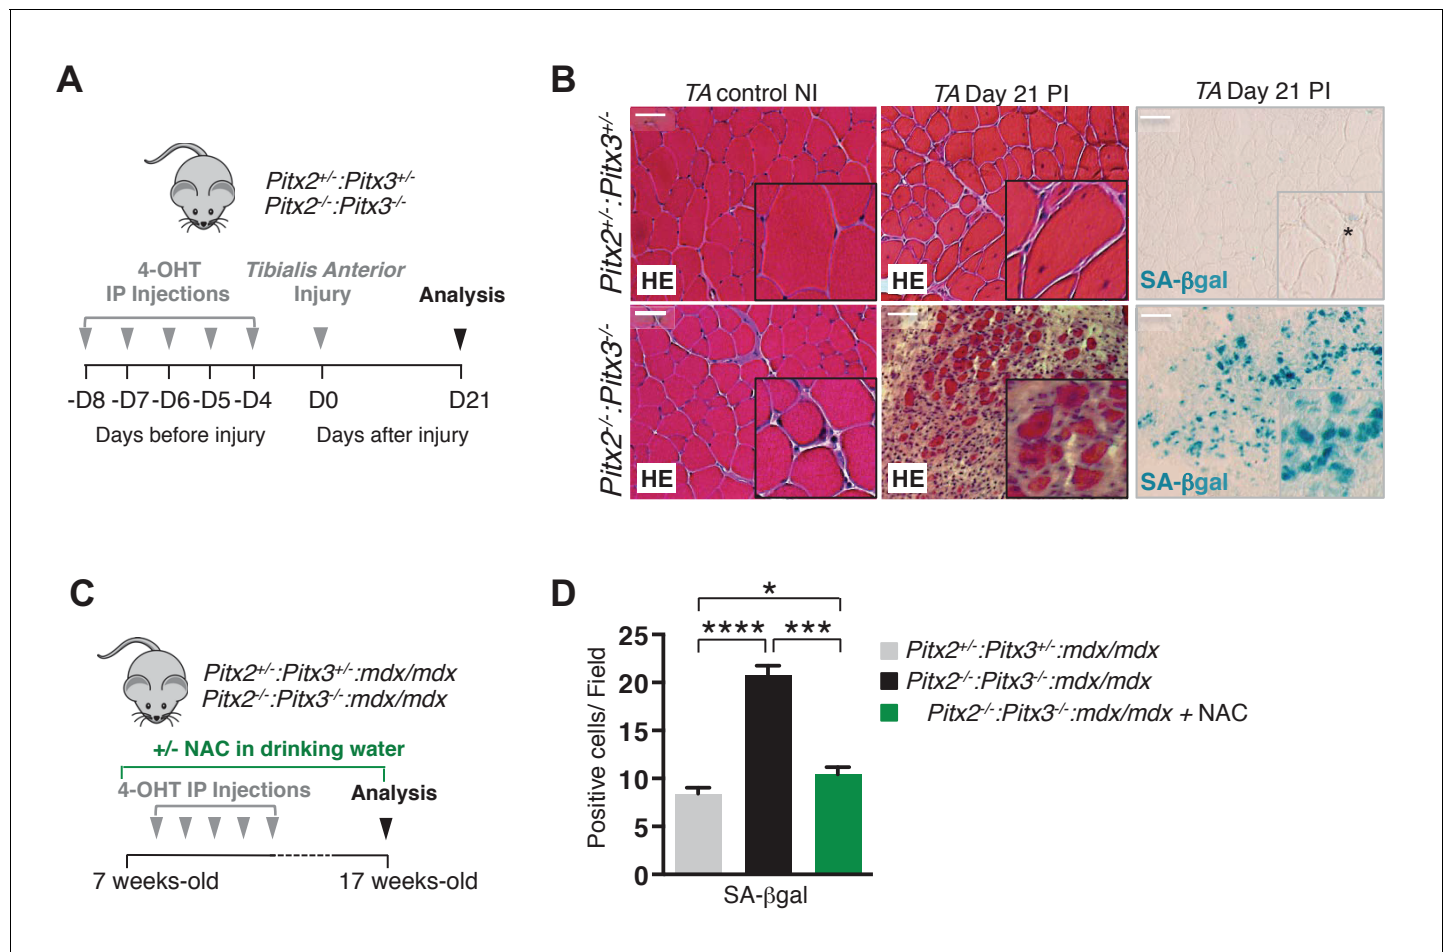 A
Pitx2+/-:Pitx3+/-
Pitx2-/-:Pitx3-/-
4-OHT
IP Injections
Tibialis Anterior
Injury
Analysis
-D8 -D7 -D6 -D5 -D4 D0 D21
Days before injury Days after injury
B
TA control NI TA Day 21 PI TA Day 21 PI
Pitx2+/-:Pitx3+/-
HE HE SA-βgal
*
Pitx2-/-:Pitx3-/-
HE HE SA-βgal
C
Pitx2+/-:Pitx3+/-:mdx/mdx
Pitx2-/-:Pitx3-/-:mdx/mdx
+/- NAC in drinking water
4-OHT IP Injections
Analysis
7 weeks-old 17 weeks-old
D
*
**** ***
Positive cells/ Field
25
20
15
10
5
0
SA-βgal
Pitx2+/-:Pitx3+/-:mdx/mdx
Pitx2-/-:Pitx3-/-:mdx/mdx
Pitx2-/-:Pitx3-/-:mdx/mdx + NAC